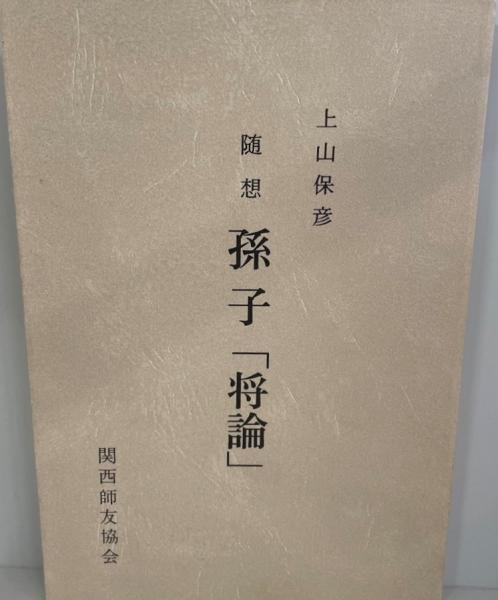 上山保彦
随想 孫子「将論」
関西師友協会